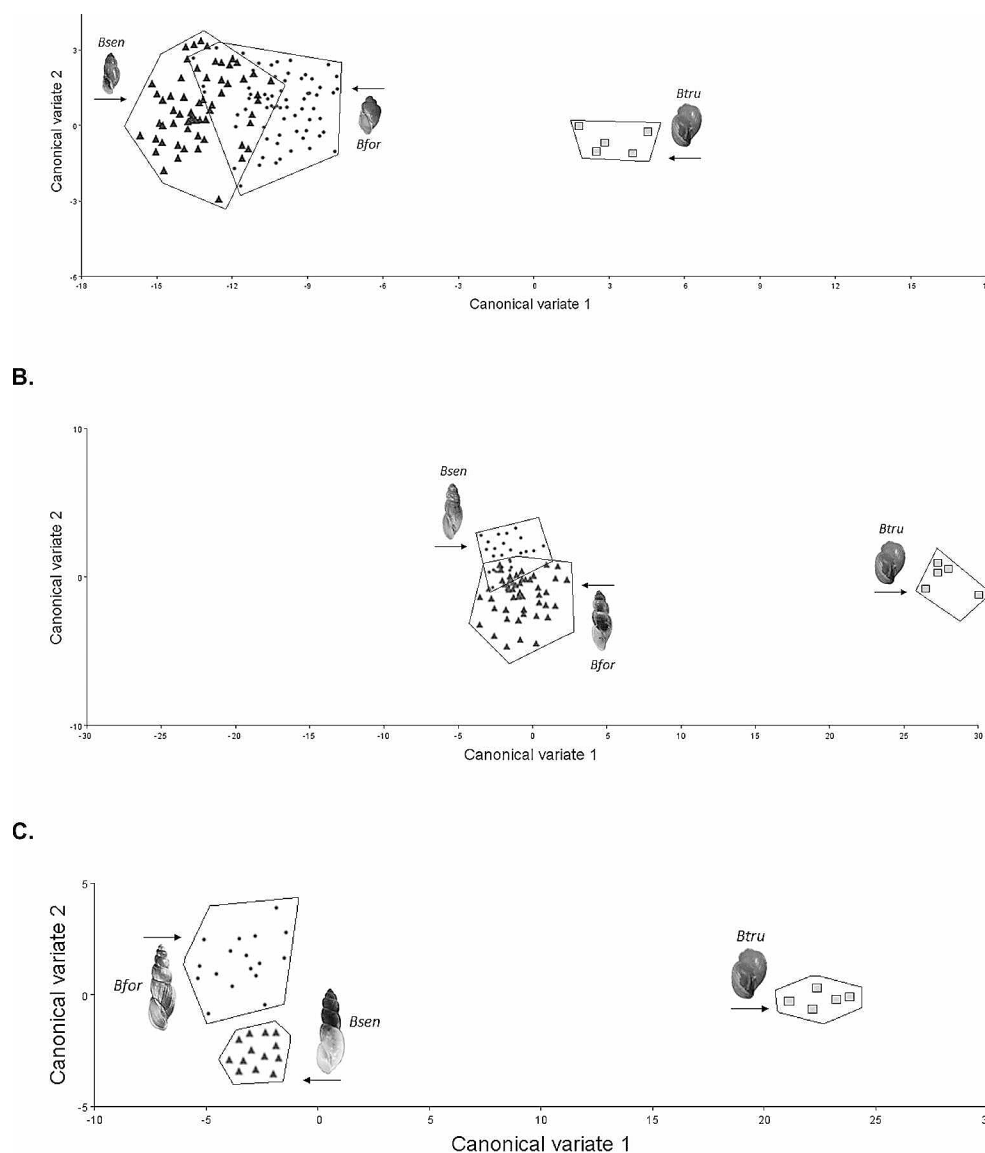 Canonical variate 2
3
0
-3
-6
Bsen
Bfor
Btru
-18 -15 -12 -9 -6 -3 0 3 6 9 12 15
Canonical variate 1
B.
Canonical variate 2
10
0
-10
Bsen
Bfor
Btru
-30 -25 -20 -15 -10 -5 0 5 10 15 20 25 30
Canonical variate 1
C.
Canonical variate 2
5
0
-5
Bfor
Bsen
Btru
-10 -5 0 5 10 15 20 25
Canonical variate 1